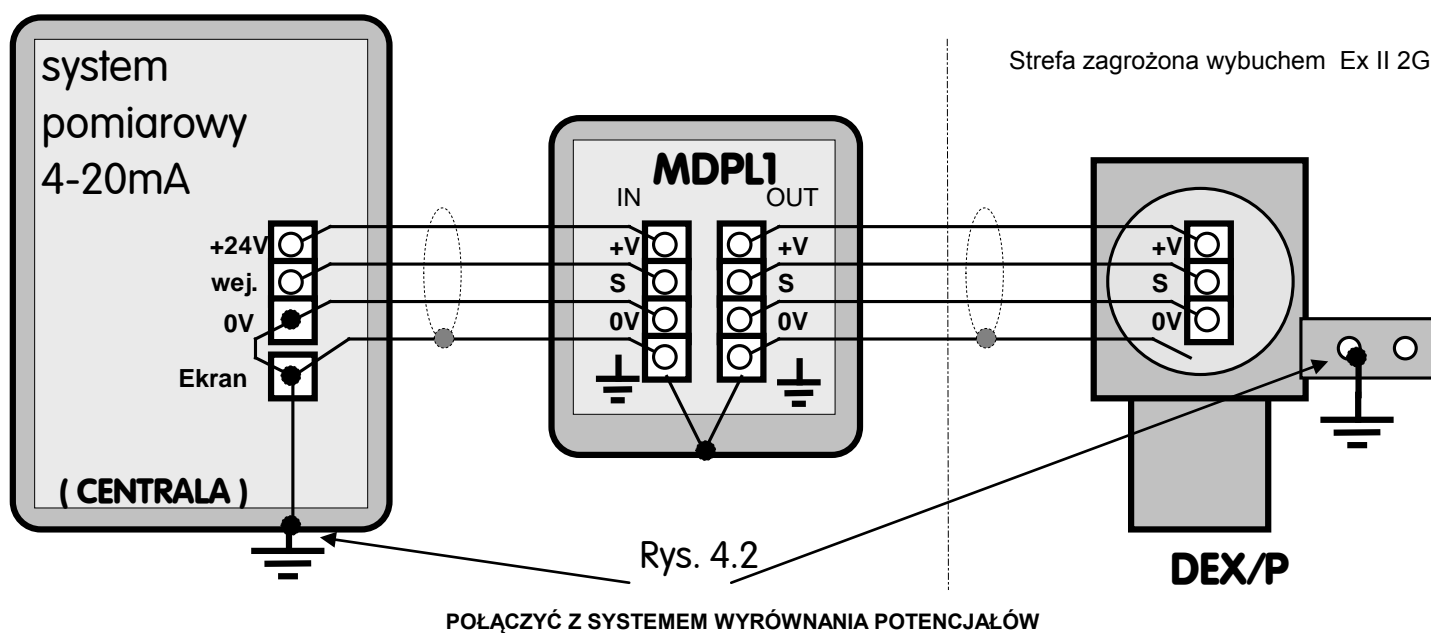 system
pomiarowy
4-20mA
Strefa zagrożona wybuchem Ex II 2G
MDPL1
IN OUT
+24V
wej.
0V
Ekran
+V
S
0V
+V
S
0V
+V
S
0V
( CENTRALA )
Rys. 4.2
DEX/P
POŁĄCZYĆ Z SYSTEMEM WYRÓWNANIA POTENCJAŁÓW